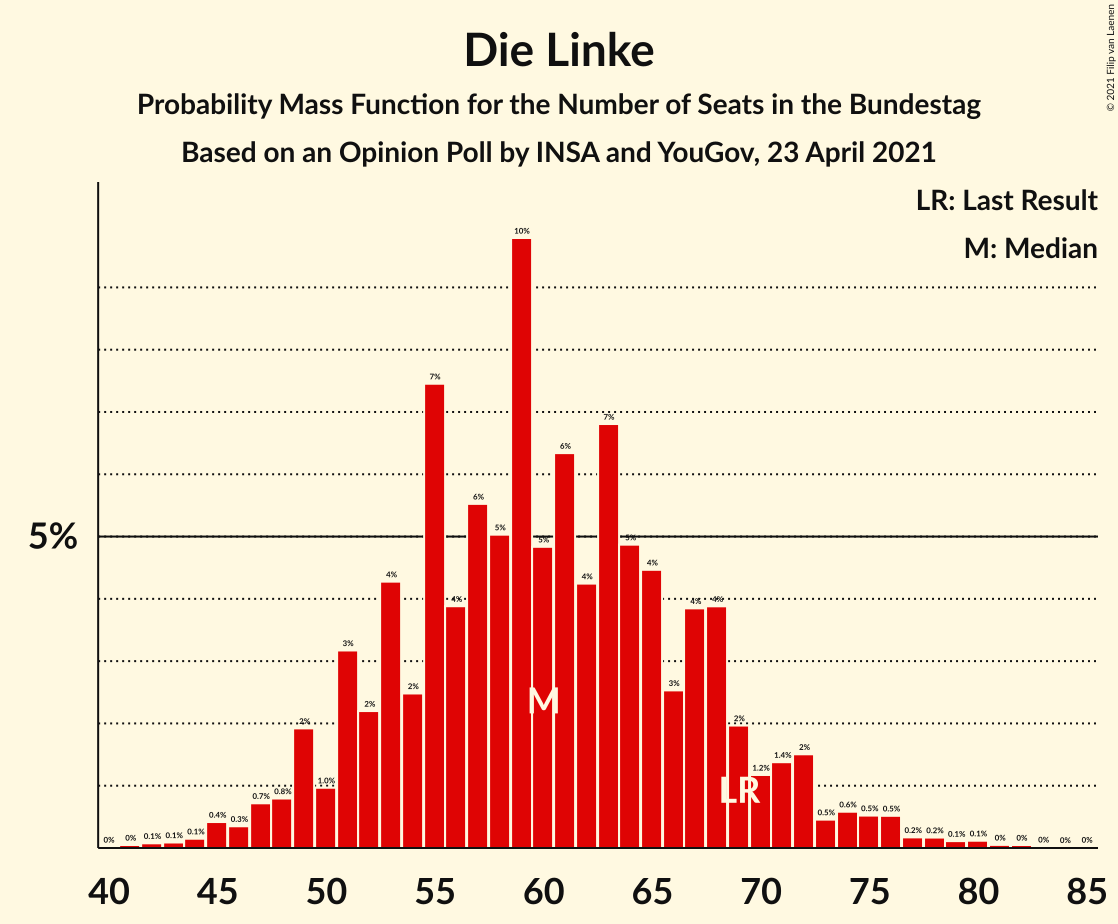 © 2021 Filip van Laenen
Die Linke
Probability Mass Function for the Number of Seats in the Bundestag
Based on an Opinion Poll by INSA and YouGov, 23 April 2021
LR: Last Result
M: Median
5%
0% 0% 0.1% 0.1% 0.1% 0.4% 0.3% 0.7% 0.8% 2% 1.0% 3% 2% 4% 2% 7% 4% 6% 5% 10% 5% 6% 4% 7% 5% 4% 3% 4% 4% 2% 1.2% 1.4% 2% 0.5% 0.6% 0.5% 0.5% 0.2% 0.2% 0.1% 0.1% 0% 0% 0% 0% 0%
M
LR
40 45 50 55 60 65 70 75 80 85